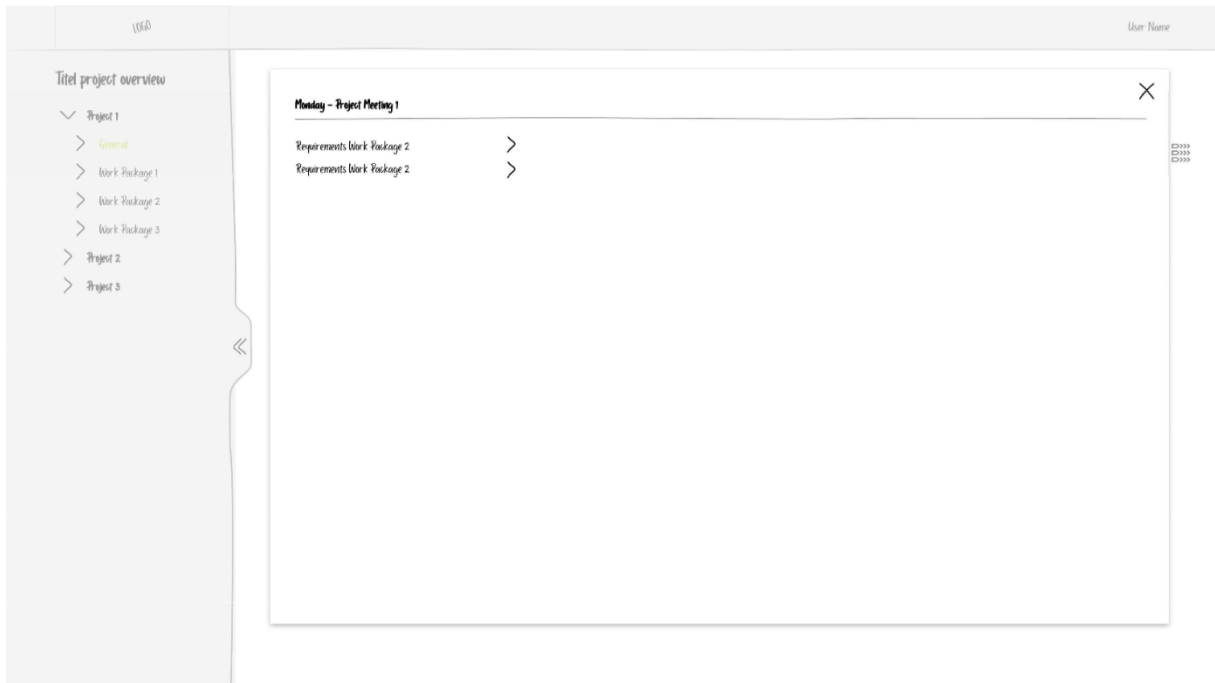 LOGO
User Name
Titel project overview
Project 1
General
Work Package 1
Work Package 2
Work Package 3
Project 2
Project 3
Monday - Project Meeting 1
Requirements Work Package 2
Requirements Work Package 2